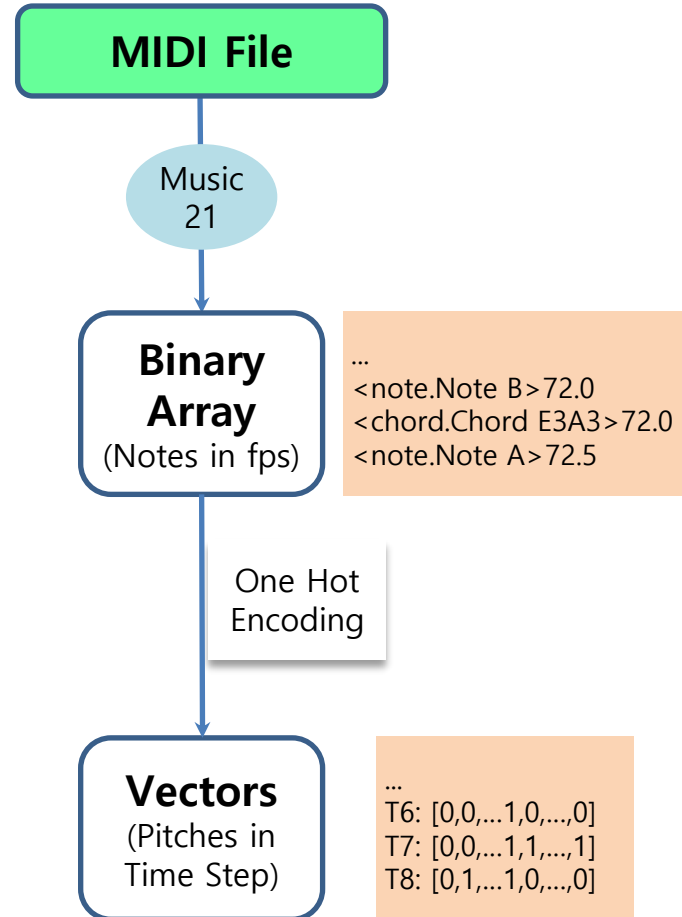 MIDI File
Music
21
Binary
Array
(Notes in fps)
...
<note.Note B>72.0
<chord.Chord E3A3>72.0
<note.Note A>72.5
One Hot
Encoding
Vectors
(Pitches in
Time Step)
...
T6: [0,0,...1,0,...,0]
T7: [0,0,...1,1,...,1]
T8: [0,1,...1,0,...,0]